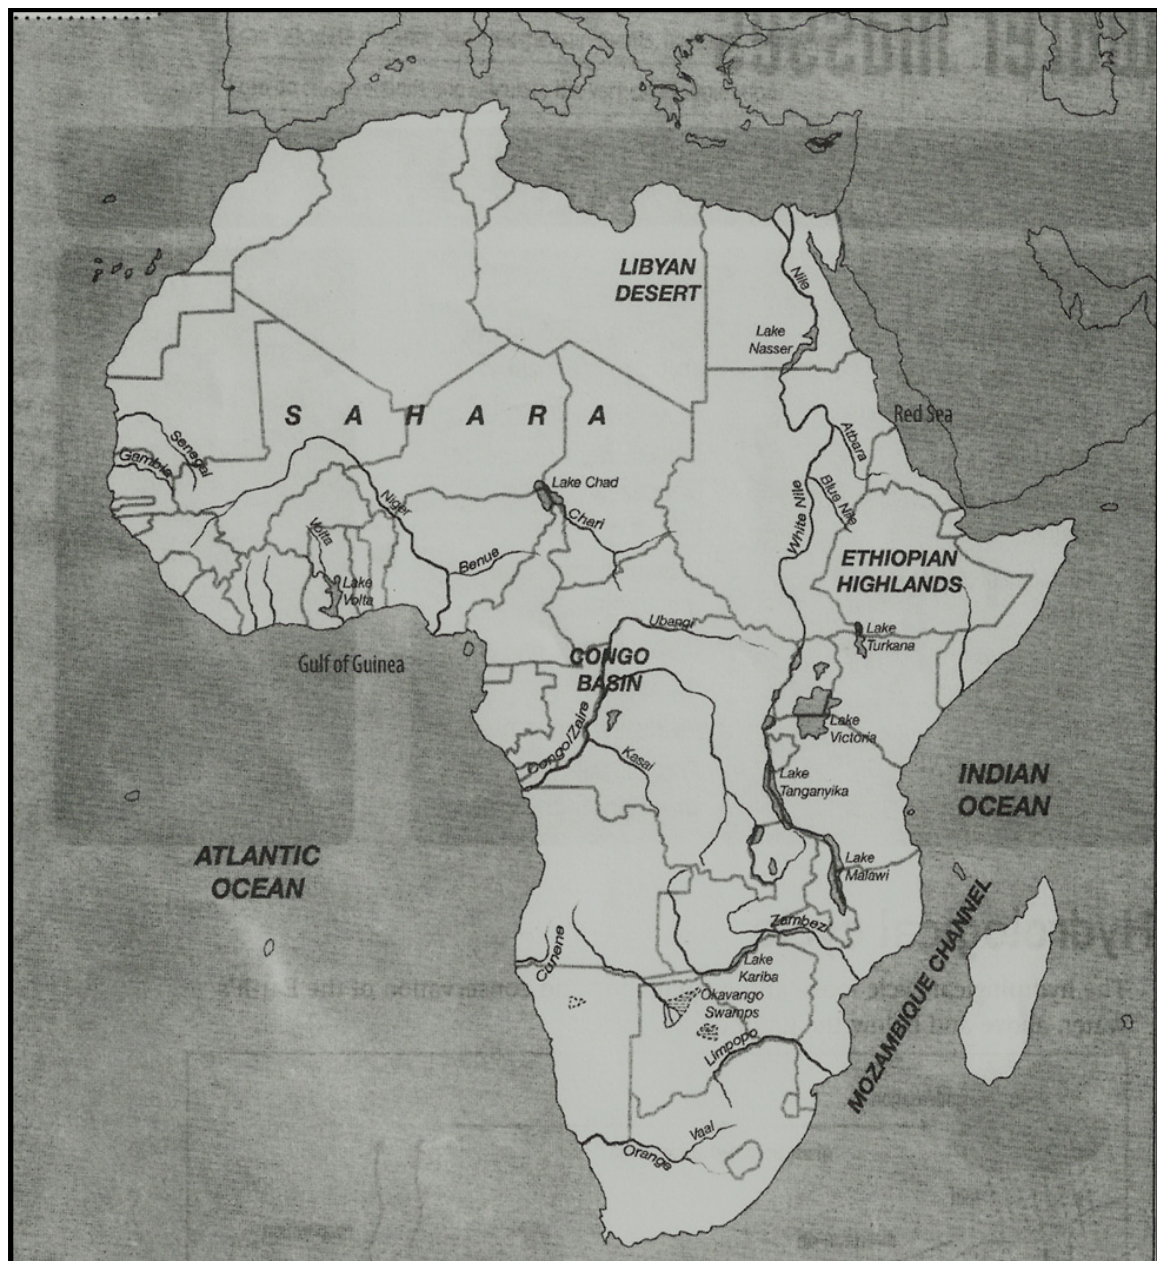 LIBYAN
DESERT
Nile
Lake
Nasser
S A H A R A
Red Sea
Senegal
Gambia
Atbara
Lake Chad
Niger
Chari
White Nile
Blue Nile
Volta
Benue
ETHIOPIAN
HIGHLANDS
Lake
Volta
Ubangi
Lake
Turkana
Gulf of Guinea
CONGO
BASIN
Lake
Victoria
Congo/Zaire
Kasai
Lake
Tanganyika
INDIAN
OCEAN
ATLANTIC
OCEAN
Lake
Malawi
Zambezi
MOZAMBIQUE CHANNEL
Cunene
Lake
Kariba
Okavango
Swamps
Limpopo
Vaal
Orange